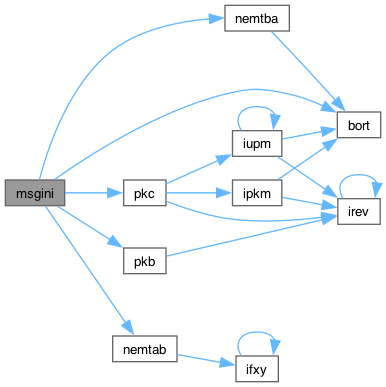 nemtba
bort
iupm
msgini
pkc
ipkm
irev
pkb
nemtab
ifxy